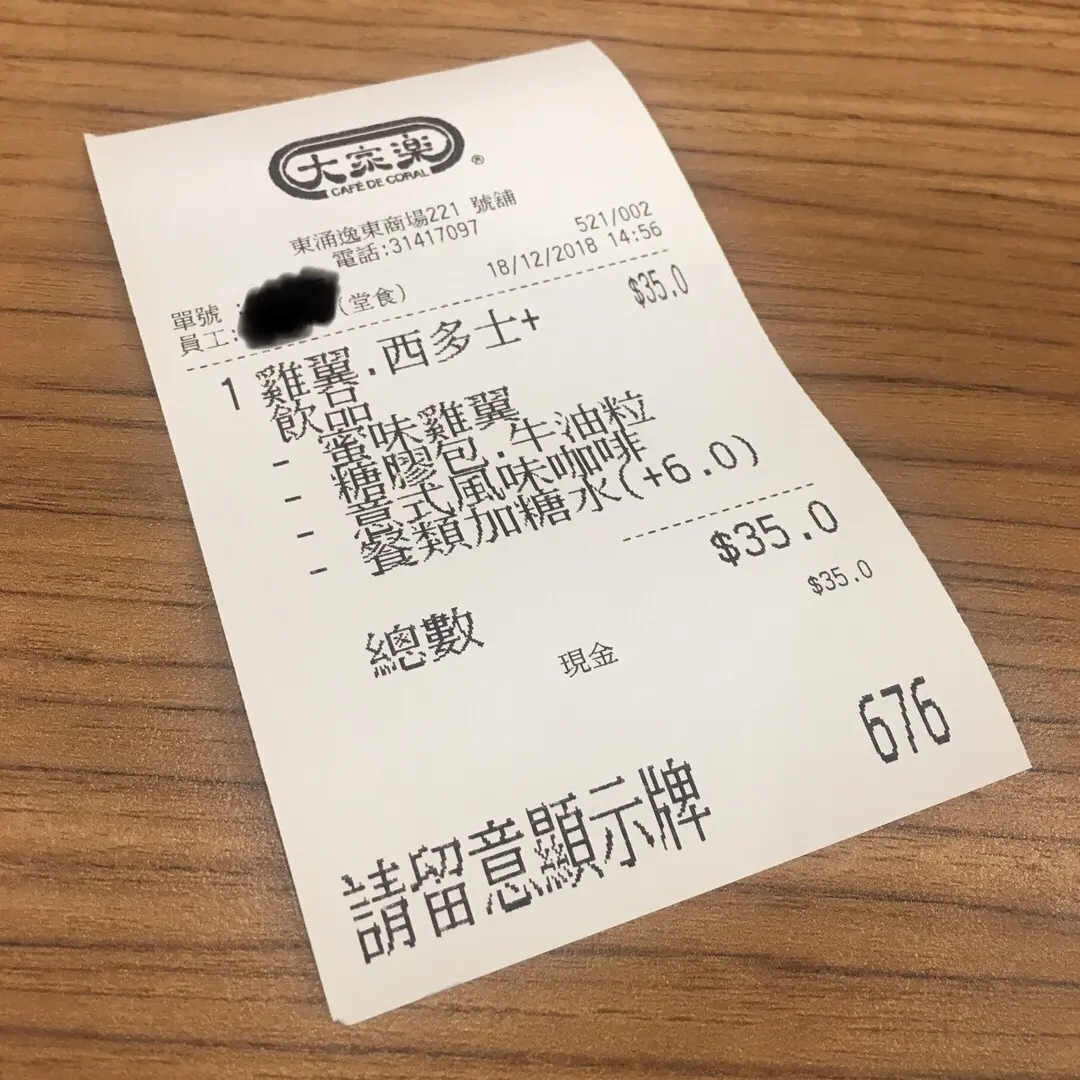 大家樂®
CAFÉ DE CORAL
東涌逸東商場221 號舖
電話:31417097
521/002
單號 : (堂食) 18/12/2018 14:56
員工:
1 雞翼.西多士+ $35.0
飲品
- 蜜味雞翼
- 糖膠包.牛油粒
- 意式風味咖啡
- 餐類加糖水(+6.0)
總數 $35.0
現金 $35.0
676
請留意顯示牌